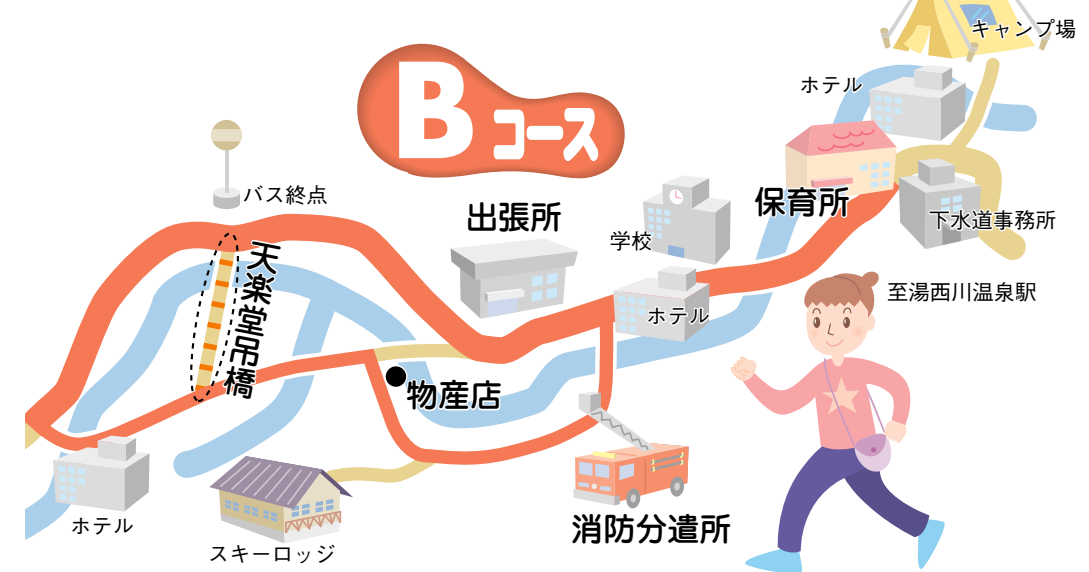 キャンプ場
ホテル
Bコース
バス終点
保育所
出張所
下水道事務所
学校
天楽堂吊橋
至湯西川温泉駅
ホテル
物産店
ホテル
消防分遣所
スキーロッジ